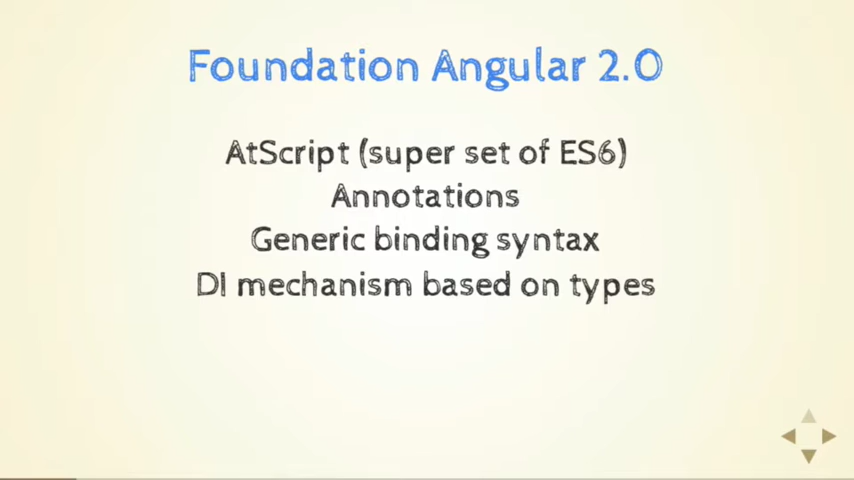 Foundation Angular 2.0
AtScript (super set of ES6)
Annotations
Generic binding syntax
DI mechanism based on types